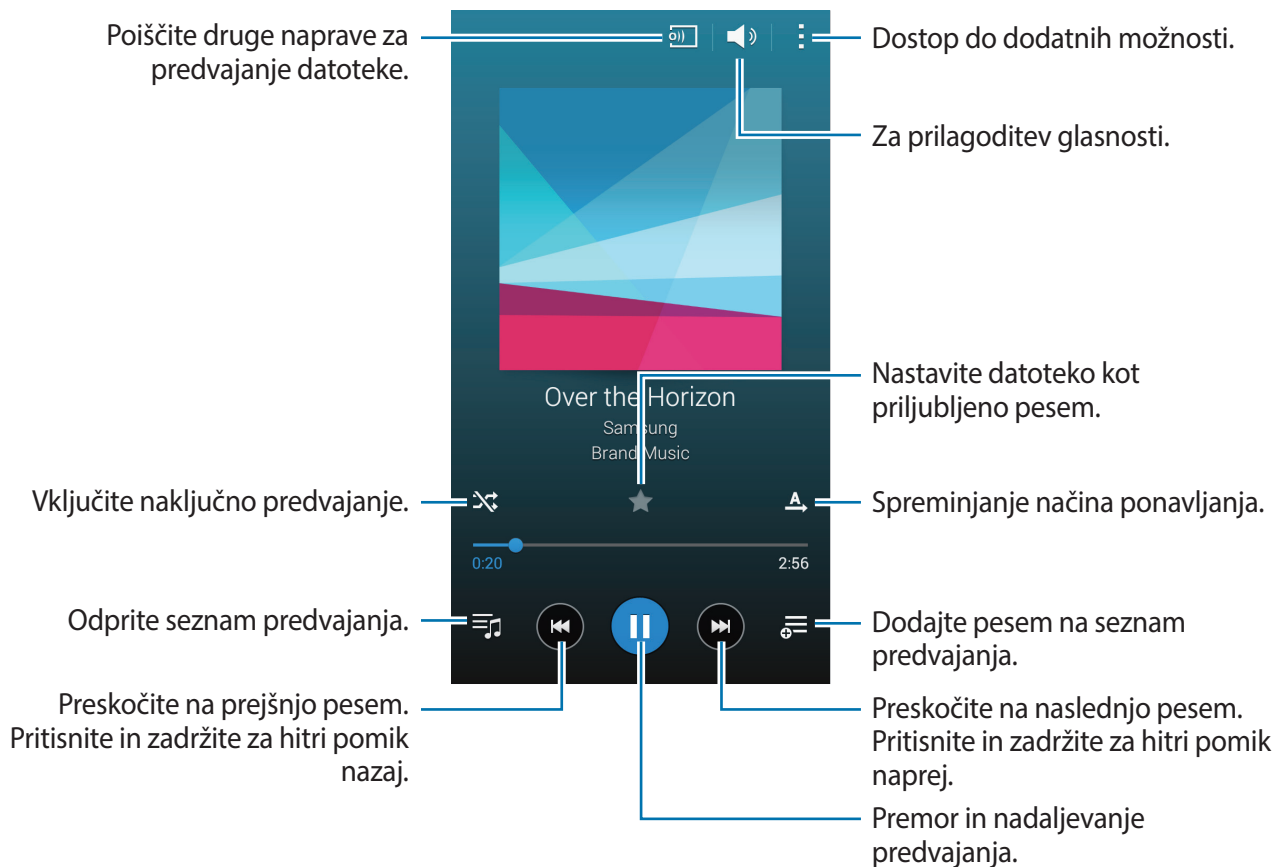 Poiščite druge naprave za
predvajanje datoteke.
Dostop do dodatnih možnosti.
Za prilagoditev glasnosti.
Nastavite datoteko kot
priljubljeno pesem.
Over the Horizon
Samsung
Brand Music
Vključite naključno predvajanje.
A
Spreminjanje načina ponavljanja.
0:20
2:56
Odprite seznam predvajanja.
Dodajte pesem na seznam
predvajanja.
Preskočite na prejšnjo pesem.
Pritisnite in zadržite za hitri pomik
nazaj.
Preskočite na naslednjo pesem.
Pritisnite in zadržite za hitri pomik
naprej.
Premor in nadaljevanje
predvajanja.